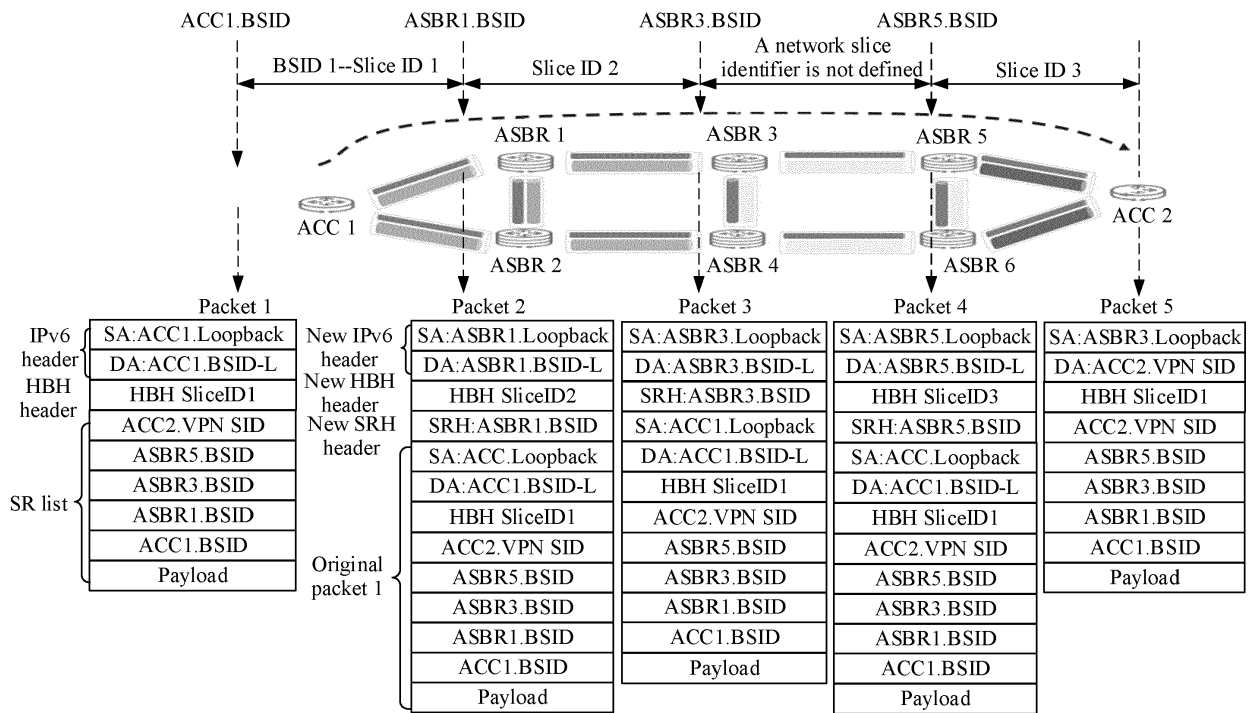 ACC1.BSID
ASBR1.BSID
ASBR3.BSID
ASBR5.BSID
BSID 1--Slice ID 1
Slice ID 2
A network slice
identifier is not defined
Slice ID 3
ASBR 1
ASBR 3
ASBR 5
ACC 1
ACC 2
ASBR 2
ASBR 4
ASBR 6
Packet 1
IPv6
header
HBH
header
SR list
SA:ACC1.Loopback
DA:ACC1.BSID-L
HBH SliceID1
ACC2.VPN SID
ASBR5.BSID
ASBR3.BSID
ASBR1.BSID
ACC1.BSID
Payload
Packet 2
New IPv6
header
New HBH
header
New SRH
header
Original
packet 1
SA:ASBR1.Loopback
DA:ASBR1.BSID-L
HBH SliceID2
SRH:ASBR1.BSID
SA:ACC.Loopback
DA:ACC1.BSID-L
HBH SliceID1
ACC2.VPN SID
ASBR5.BSID
ASBR3.BSID
ASBR1.BSID
ACC1.BSID
Payload
Packet 3
SA:ASBR3.Loopback
DA:ASBR3.BSID-L
SRH:ASBR3.BSID
SA:ACC1.Loopback
DA:ACC1.BSID-L
HBH SliceID1
ACC2.VPN SID
ASBR5.BSID
ASBR3.BSID
ASBR1.BSID
ACC1.BSID
Payload
Packet 4
SA:ASBR5.Loopback
DA:ASBR5.BSID-L
HBH SliceID3
SRH:ASBR5.BSID
SA:ACC.Loopback
DA:ACC1.BSID-L
HBH SliceID1
ACC2.VPN SID
ASBR5.BSID
ASBR3.BSID
ASBR1.BSID
ACC1.BSID
Payload
Packet 5
SA:ASBR3.Loopback
DA:ACC2.VPN SID
HBH SliceID1
ACC2.VPN SID
ASBR5.BSID
ASBR3.BSID
ASBR1.BSID
ACC1.BSID
Payload